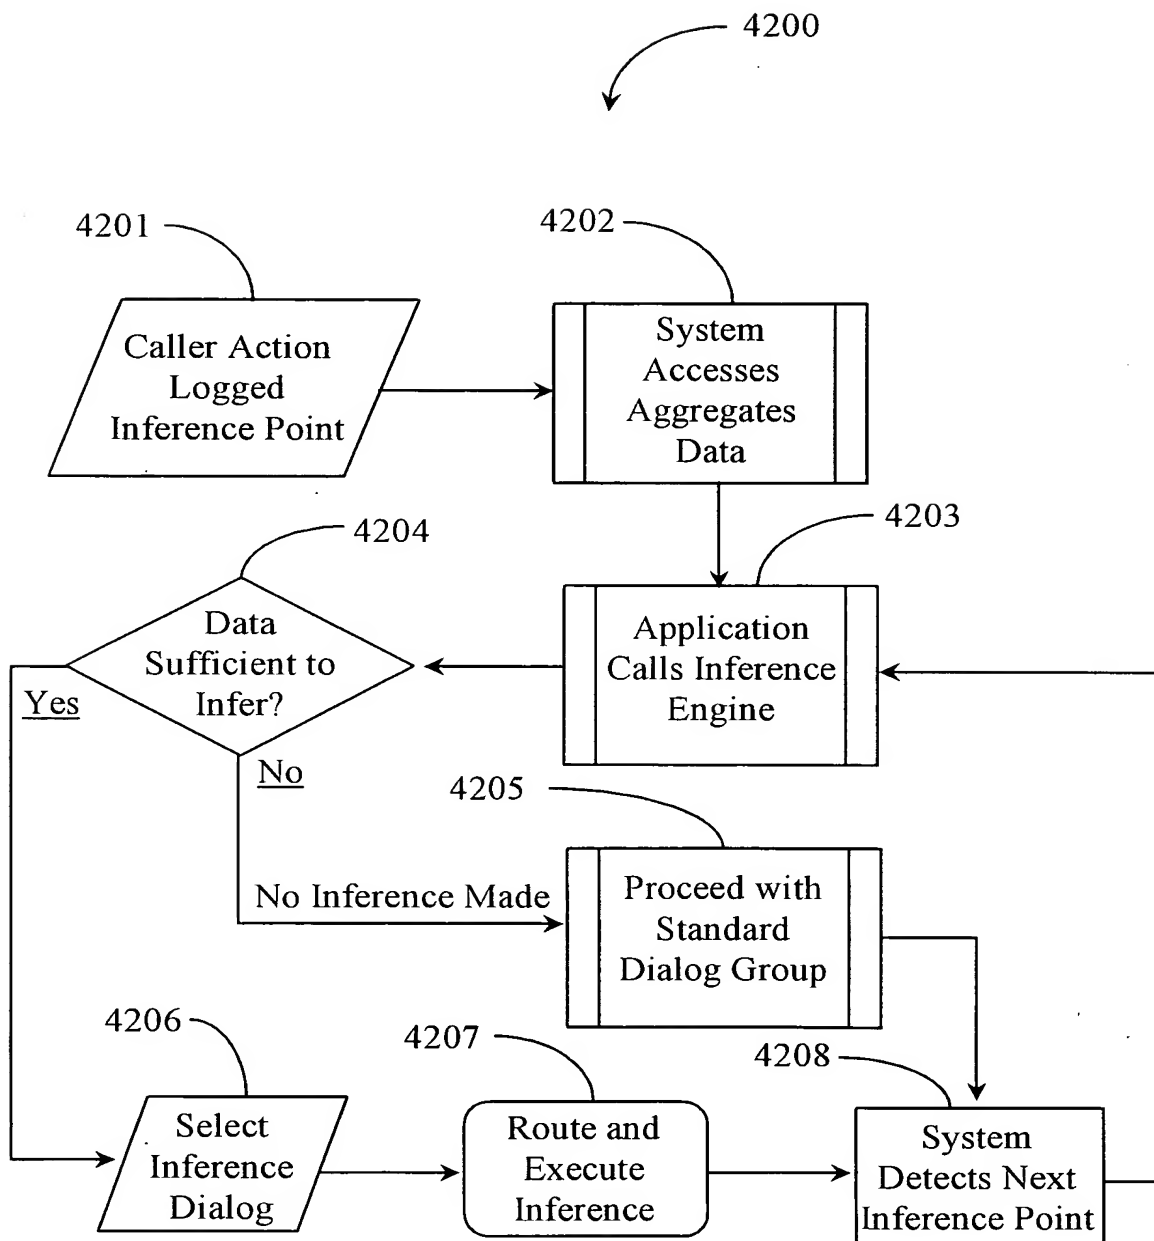 4200
4201
4202
Caller Action
Logged
Inference Point
System
Accesses
Aggregates
Data
4203
4204
Data
Sufficient to
Infer?
Application
Calls Inference
Engine
Yes
No
4205
No Inference Made
Proceed with
Standard
Dialog Group
4206
4207
4208
Select
Inference
Dialog
Route and
Execute
Inference
System
Detects Next
Inference Point